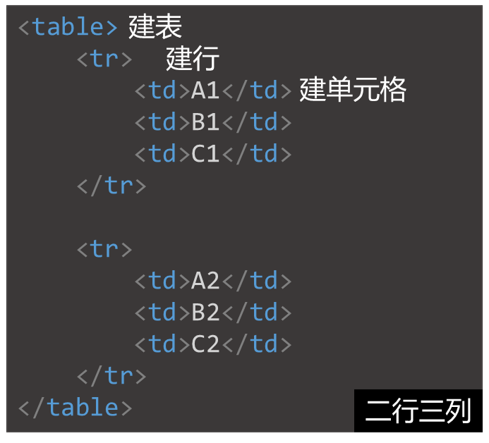 <table> 建表
<tr> 建行
<td>A1</td> 建单元格
<td>B1</td>
<td>C1</td>
</tr>
<tr>
<td>A2</td>
<td>B2</td>
<td>C2</td>
</tr>
</table>
二行三列